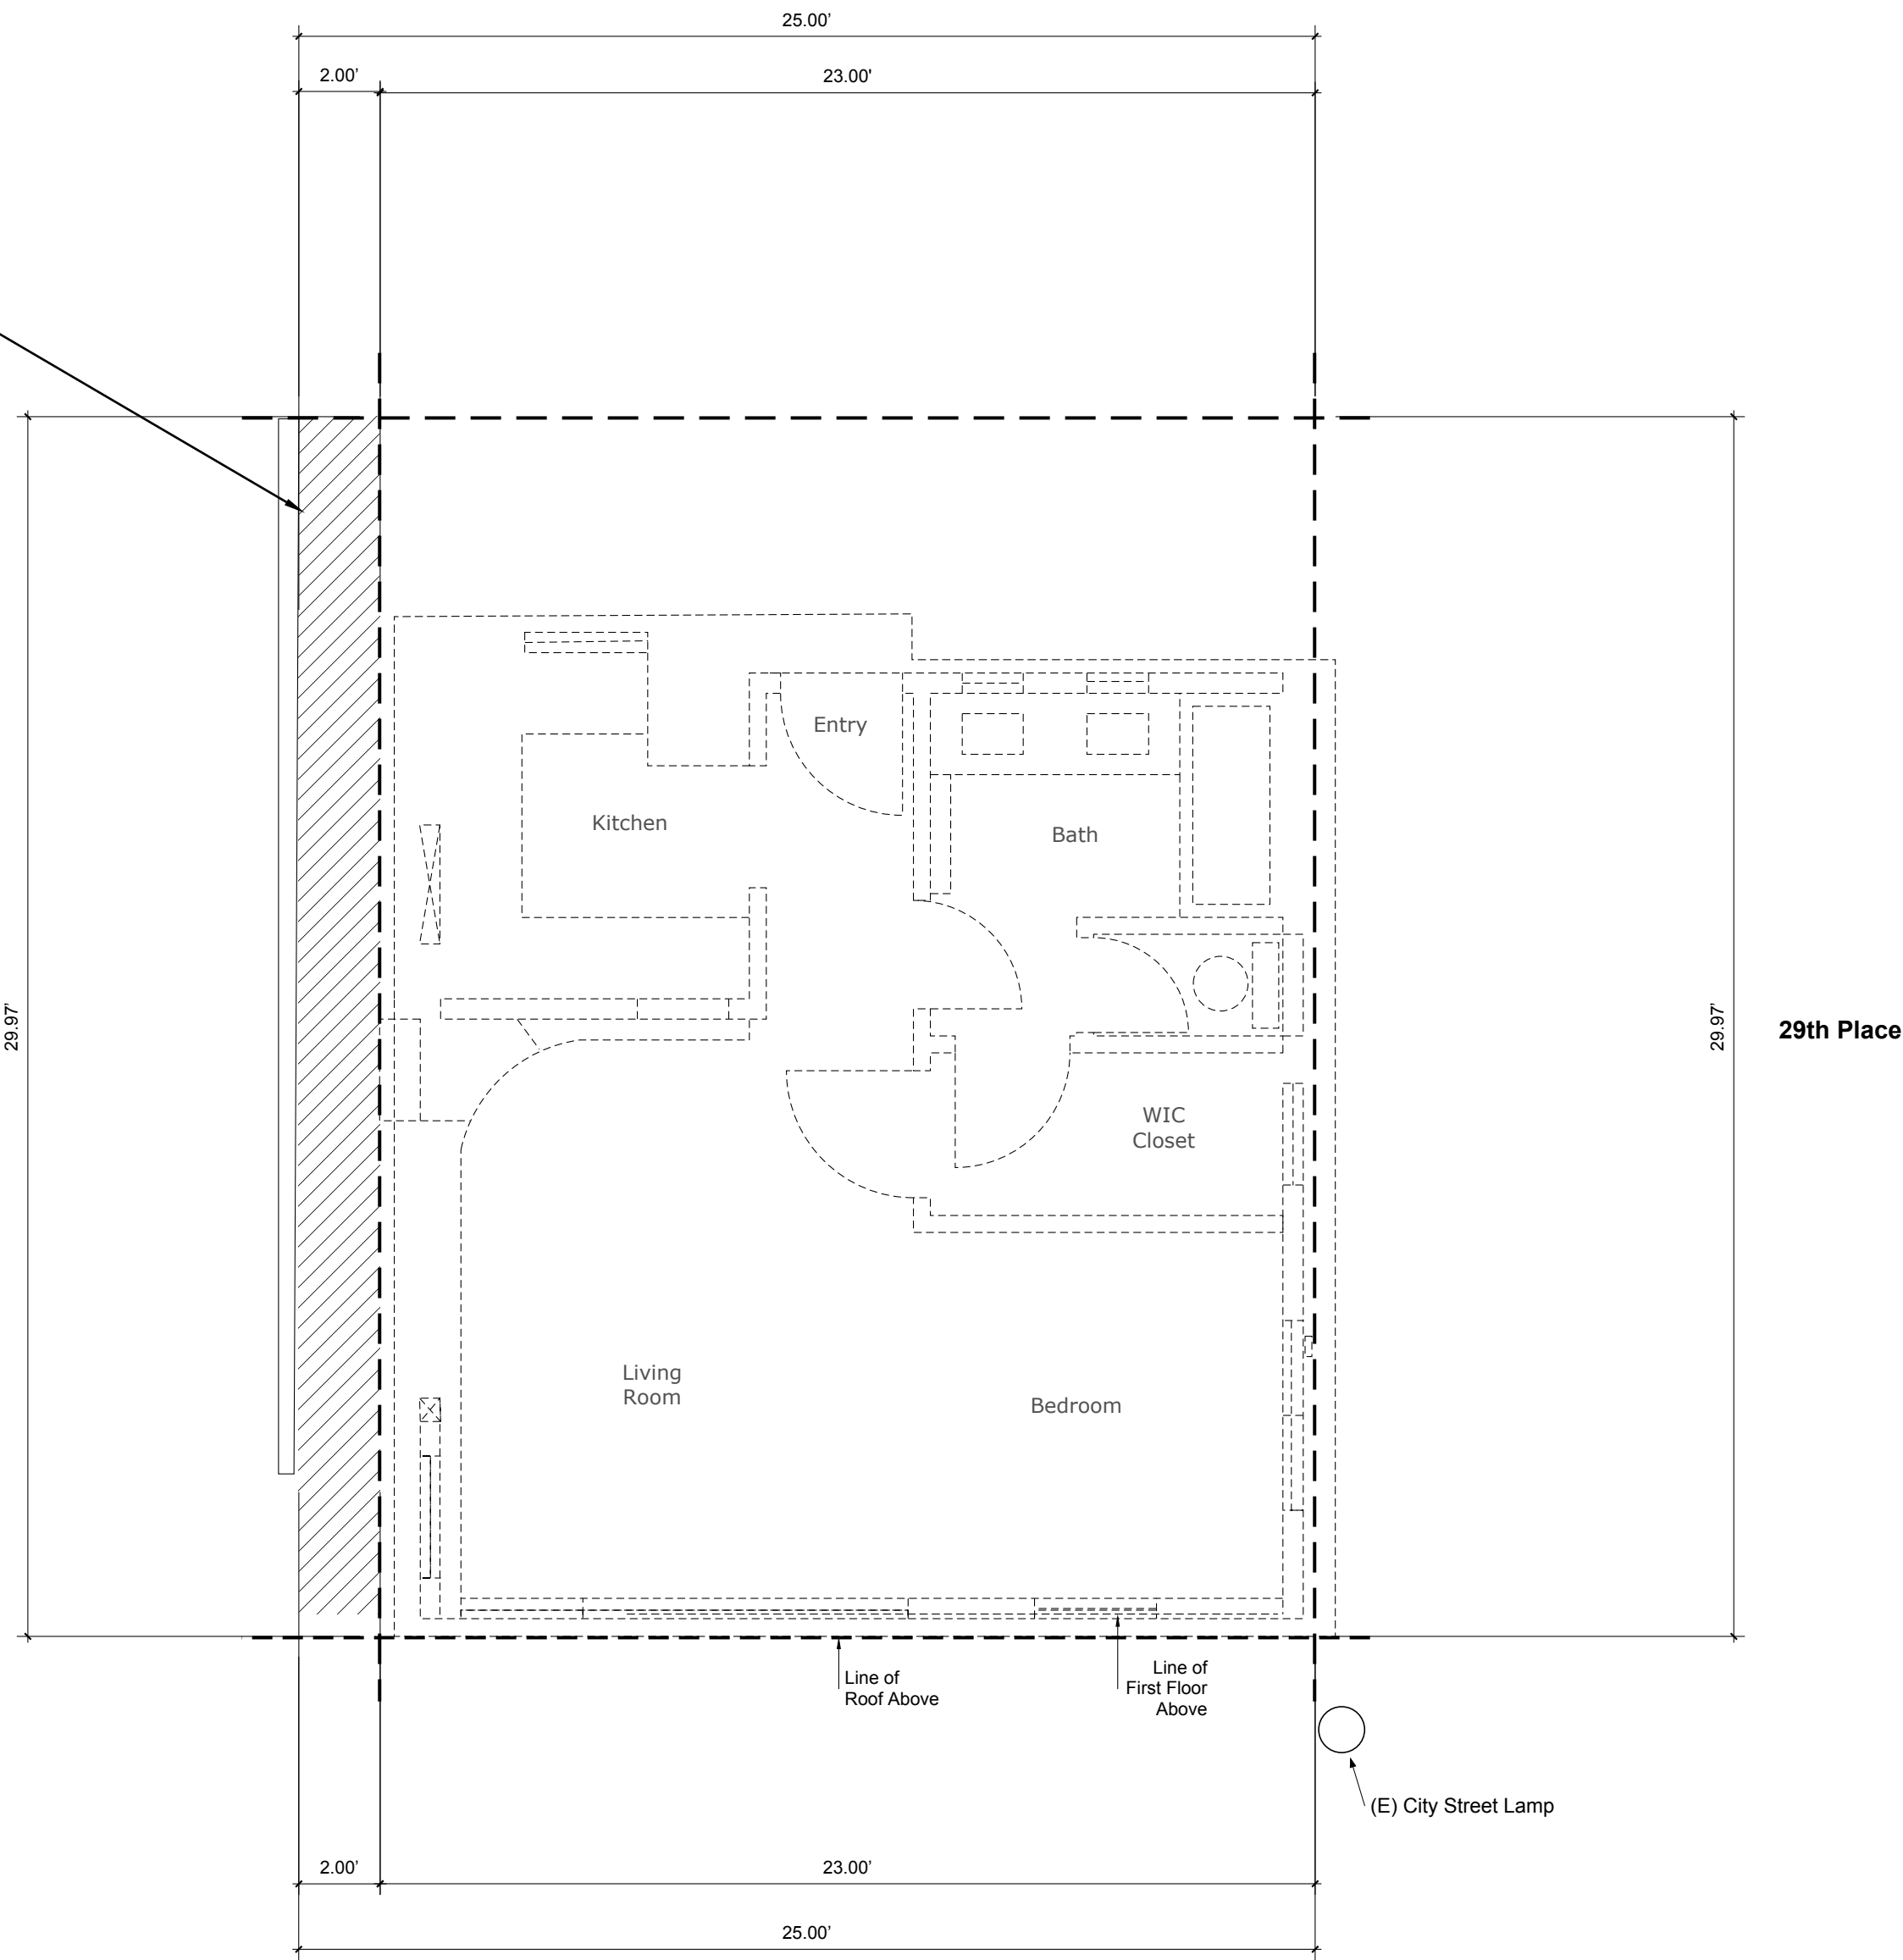 25.00’
2.00’
23.00'
Entry
Kitchen
Bath
29.97’
29.97’
29th Place
WIC
Closet
Living
Room
Bedroom
Line of
Roof Above
Line of
First Floor
Above
(E) City Street Lamp
2.00’
23.00’
25.00’